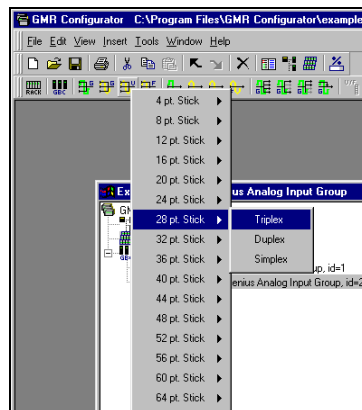 GMR Configurator C:\Program Files\GMR Configurator\example
File Edit View Insert Tools Window Help
RACK GBC
4 pt. Stick
8 pt. Stick
12 pt. Stick
16 pt. Stick
20 pt. Stick
Ex us Analog Input Group
24 pt. Stick
28 pt. Stick Triplex
32 pt. Stick Duplex
36 pt. Stick Simplex
up, id=1
40 pt. Stick enius Analog Input Group, id=2
44 pt. Stick
48 pt. Stick
52 pt. Stick
56 pt. Stick
60 pt. Stick
64 pt. Stick